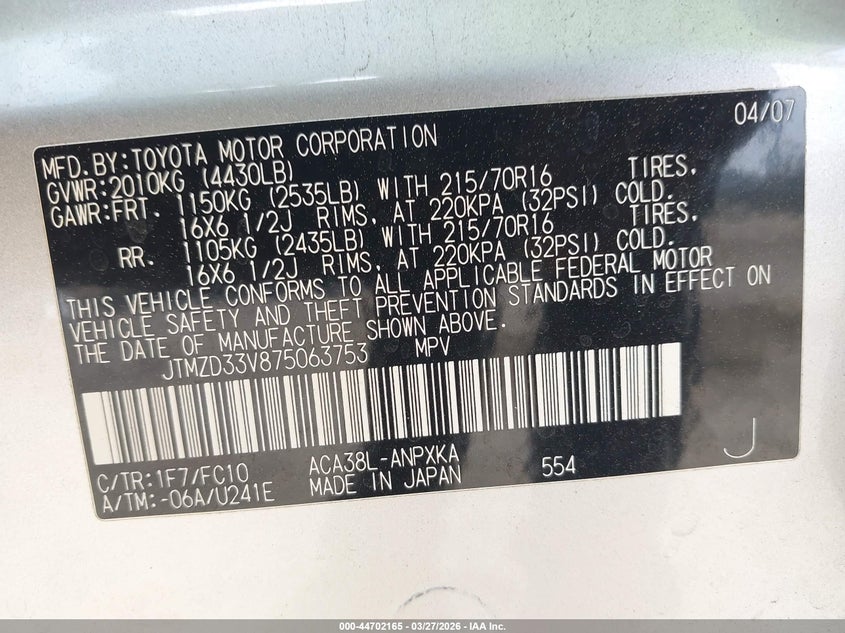 04/07
MFD.BY:TOYOTA MOTOR CORPORATION
GVWR:2010KG (4430LB)
GAWR:FRT. 1150KG (2535LB) WITH 215/70R16 TIRES,
16X6 1/2J RIMS, AT 220KPA (32PSI) COLD.
RR. 1105KG (2435LB) WITH 215/70R16 TIRES,
16X6 1/2J RIMS, AT 220KPA (32PSI) COLD.
THIS VEHICLE CONFORMS TO ALL APPLICABLE FEDERAL MOTOR
VEHICLE SAFETY AND THEFT PREVENTION STANDARDS IN EFFECT ON
THE DATE OF MANUFACTURE SHOWN ABOVE.
JTMZD33V875063753 MPV
C/TR:1F7/FC10 ACA38L-ANPXKA 554
A/TM:-06A/U241E MADE IN JAPAN
J
000-44702165 — 03/27/2026 — IAA Inc.